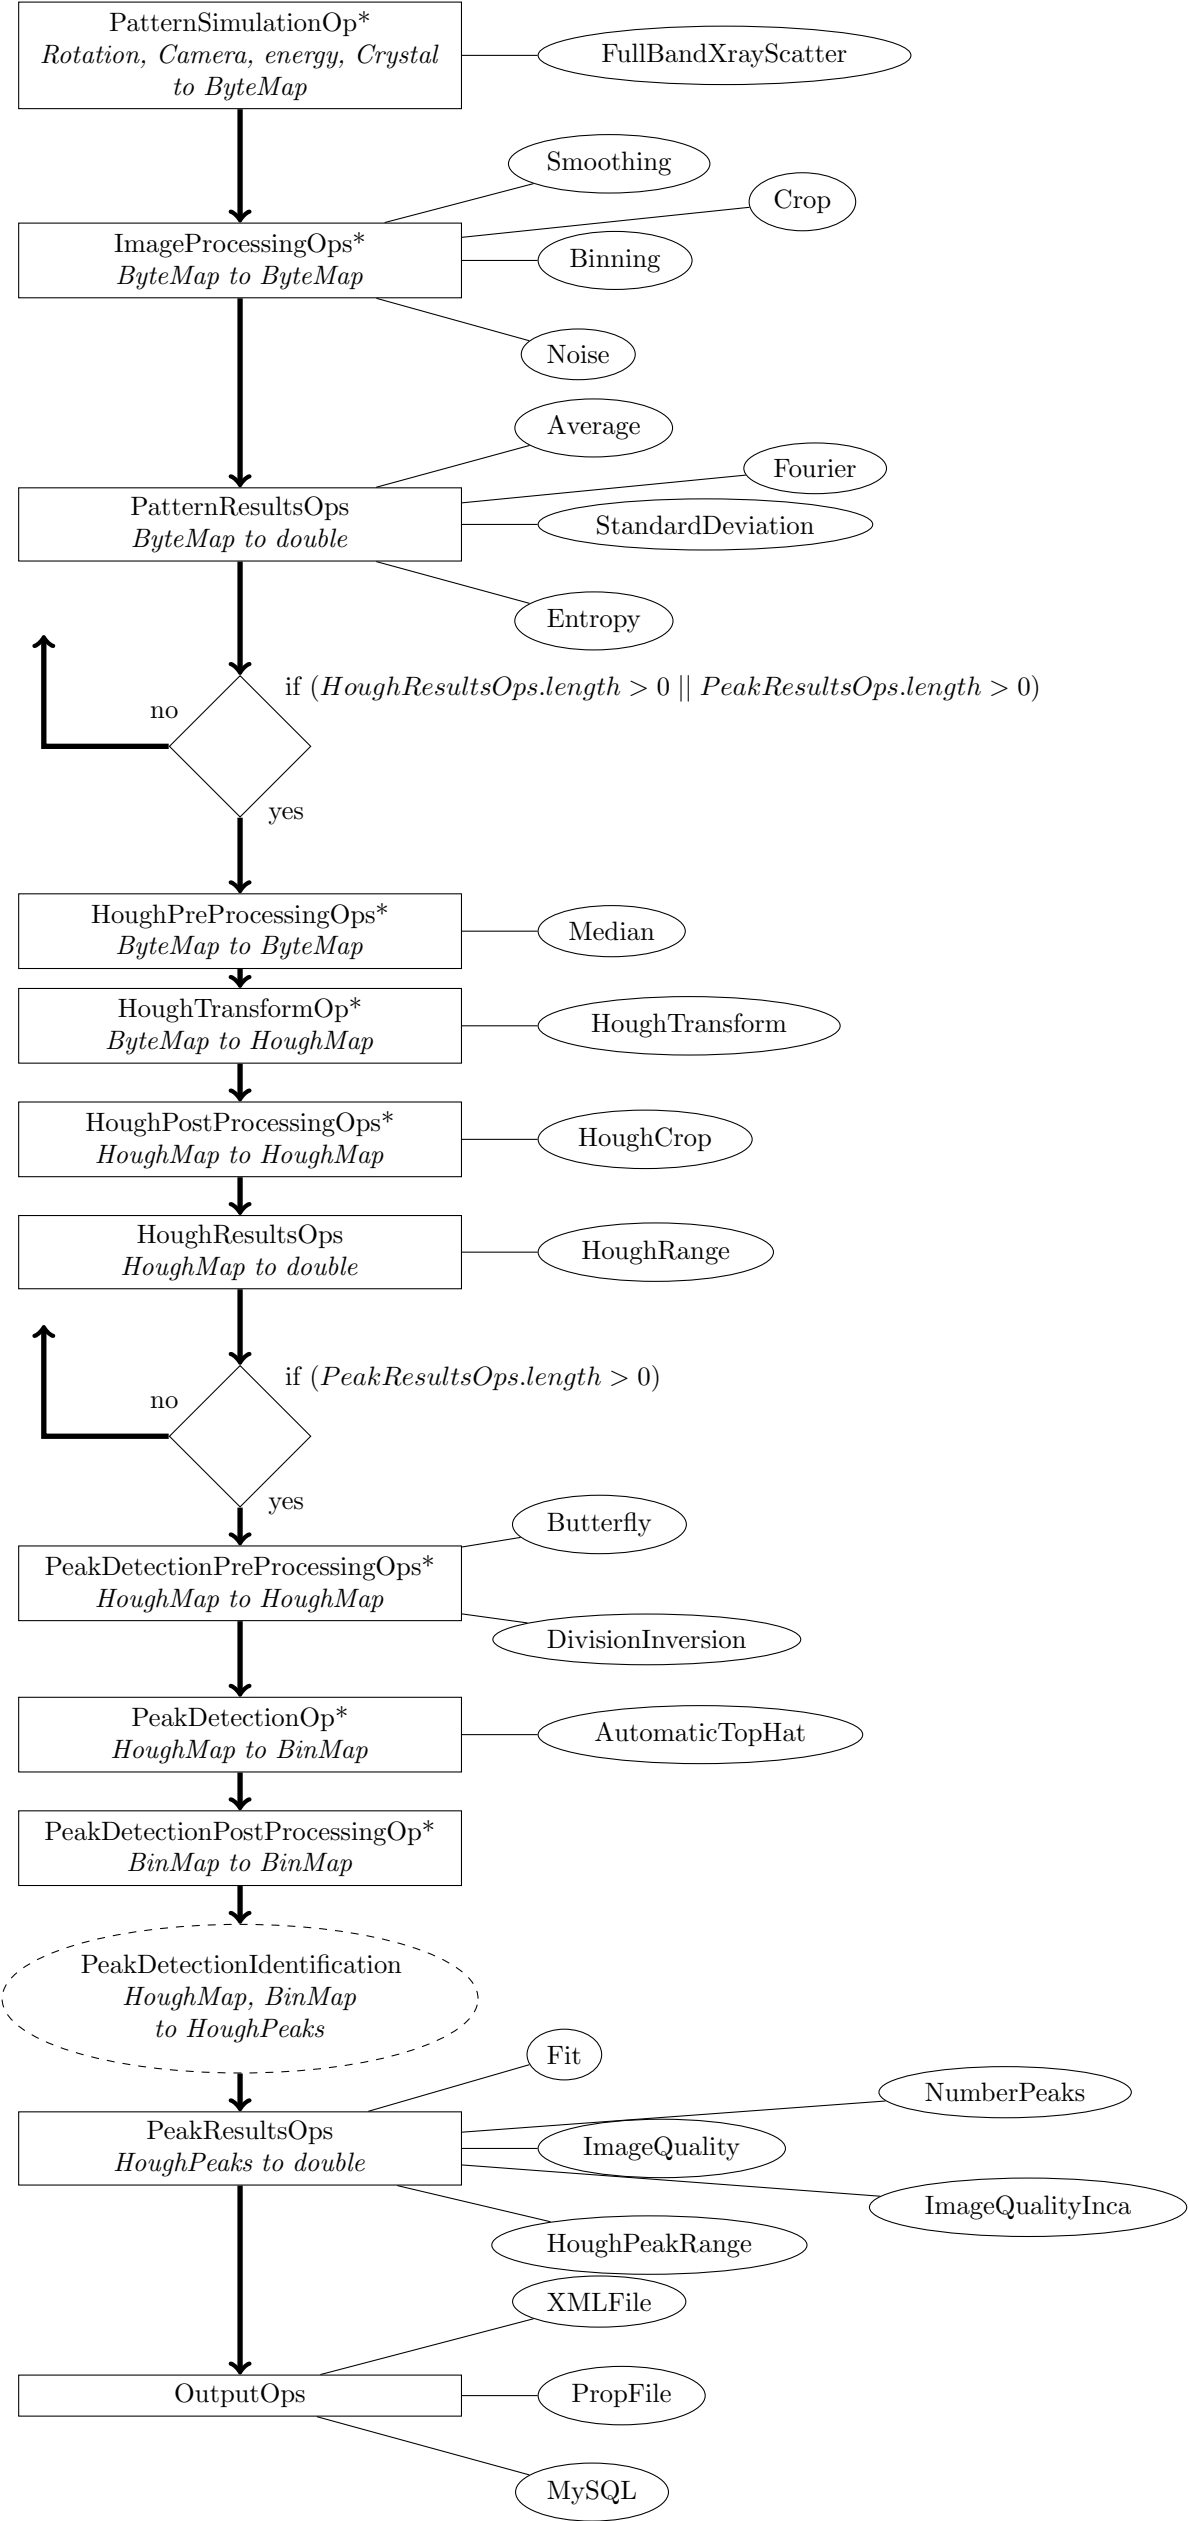 PatternSimulationOp*
Rotation, Camera, energy, Crystal
to ByteMap
FullBandXrayScatter
Smoothing
Crop
ImageProcessingOps*
ByteMap to ByteMap
Binning
Noise
Average
Fourier
PatternResultsOps
ByteMap to double
StandardDeviation
Entropy
if (HoughResultsOps.length > 0 || PeakResultsOps.length > 0)
no
yes
HoughPreProcessingOps*
ByteMap to ByteMap
Median
HoughTransformOp*
ByteMap to HoughMap
HoughTransform
HoughPostProcessingOps*
HoughMap to HoughMap
HoughCrop
HoughResultsOps
HoughMap to double
HoughRange
if (PeakResultsOps.length > 0)
no
yes
Butterfly
PeakDetectionPreProcessingOps*
HoughMap to HoughMap
DivisionInversion
PeakDetectionOp*
HoughMap to BinMap
AutomaticTopHat
PeakDetectionPostProcessingOp*
BinMap to BinMap
PeakDetectionIdentification
HoughMap, BinMap
to HoughPeaks
Fit
NumberPeaks
PeakResultsOps
HoughPeaks to double
ImageQuality
ImageQualityInca
HoughPeakRange
XMLFile
OutputOps
PropFile
MySQL